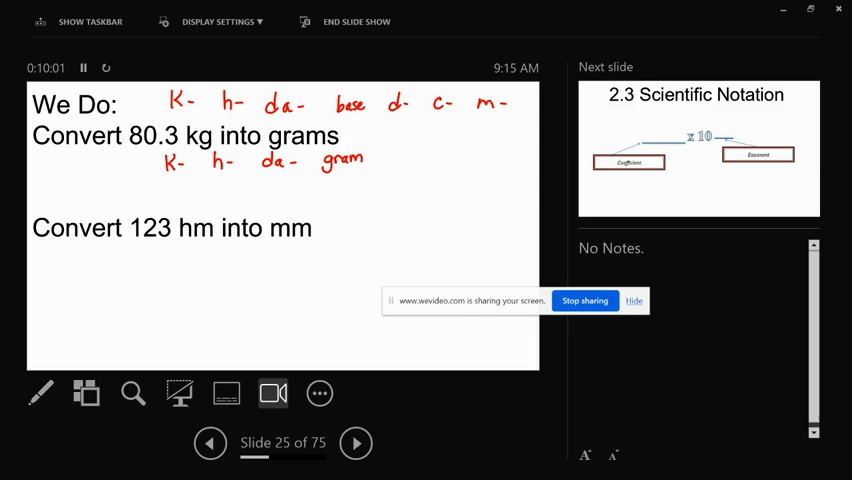 SHOW TASKBAR DISPLAY SETTINGS ▼ END SLIDE SHOW
0:10:01 9:15 AM
We Do: K- h- da- base d- c- m-
Convert 80.3 kg into grams
K- h- da- gram
Convert 123 hm into mm
www.wevideo.com is sharing your screen. Stop sharing Hide
Slide 25 of 75
Next slide
2.3 Scientific Notation
______ x 10 __
Coefficient Exponent
No Notes.
A A